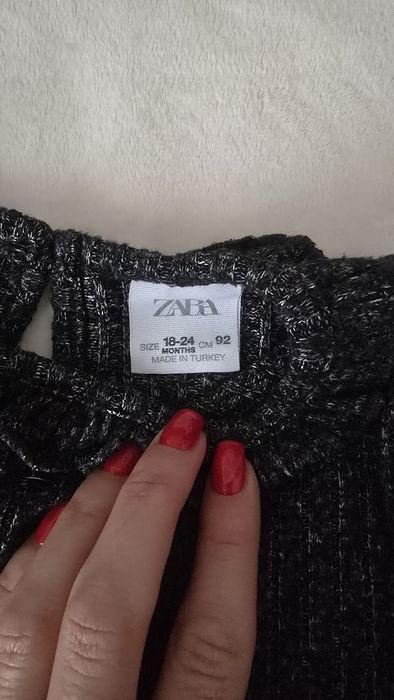 ZARA
SIZE 18-24 CM 92
MONTHS
MADE IN TURKEY